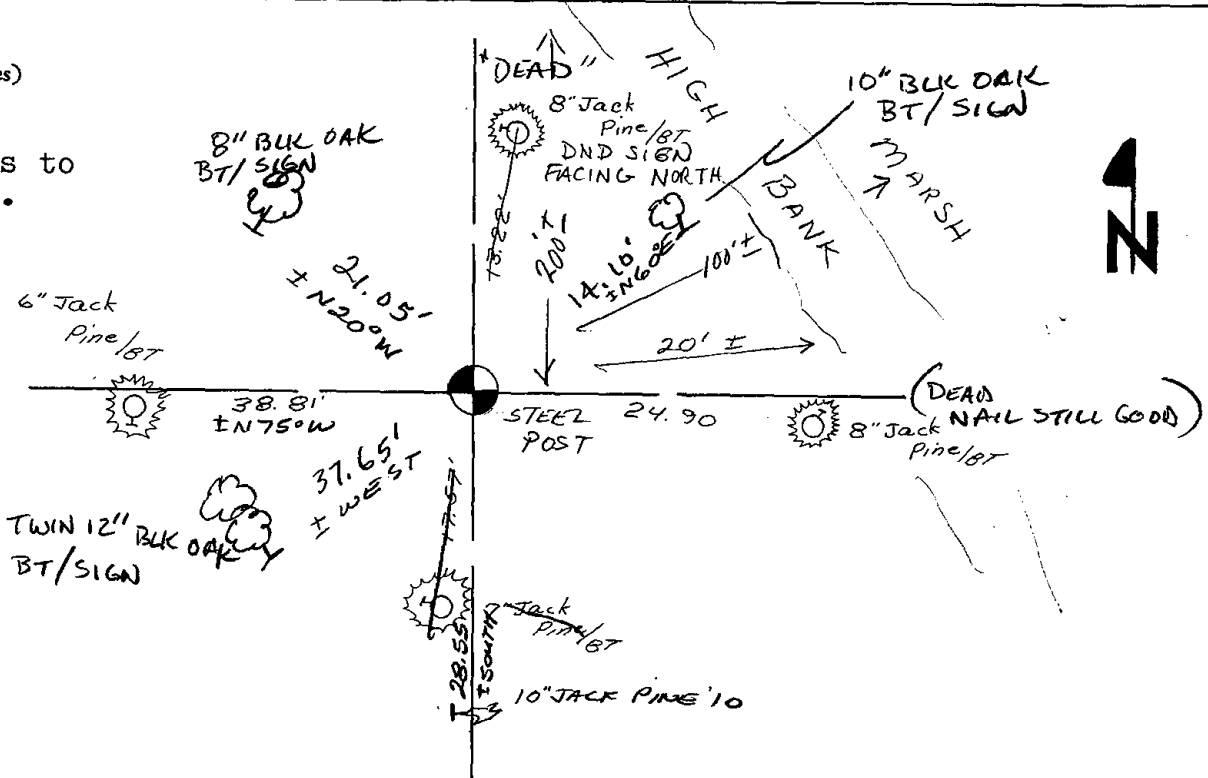 es)
s to
.
"DEAD"
8" Jack
Pine/BT
DND SIGN
FACING NORTH
HIGH
BANK
MARSH
10" BLK OAK
BT/SIGN
8" BLK OAK
BT/SIGN
N
13.22'
200' ±
14.10'
± N60°E
100' ±
20' ±
21.05'
± N20°W
6" Jack
Pine/BT
38.81'
± N75°W
STEEL
POST
24.90
8" Jack
Pine/BT
(DEAD
NAIL STILL GOOD)
37.65'
± WEST
TWIN 12" BLK OAK
BT/SIGN
Jack
Pine/BT
28.55
± SOUTH
10" JACK PINE '10